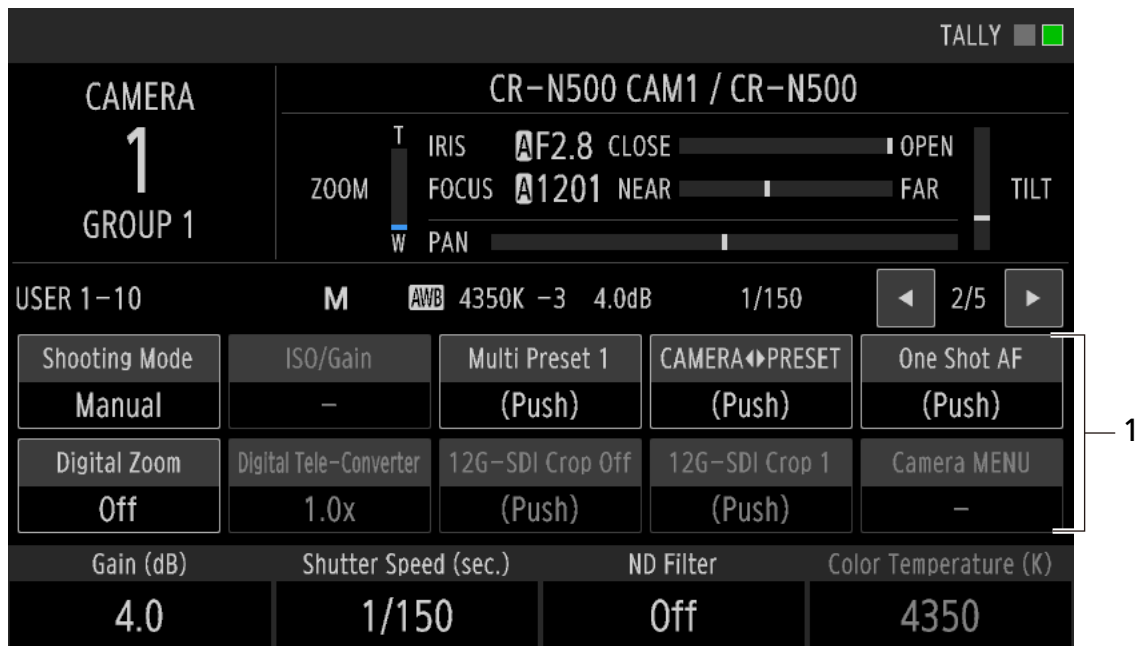 TALLY
CAMERA
1
GROUP 1
CR-N500 CAM1 / CR-N500
ZOOM
T
W
IRIS A F2.8 CLOSE OPEN
FOCUS A 1201 NEAR FAR
PAN
TILT
USER 1-10 M AWB 4350K -3 4.0dB 1/150 ◀ 2/5 ▶
Shooting Mode ISO/Gain Multi Preset 1 CAMERA◀▶PRESET One Shot AF
Manual - (Push) (Push) (Push)
1
Digital Zoom Digital Tele-Converter 12G-SDI Crop Off 12G-SDI Crop 1 Camera MENU
Off 1.0x (Push) (Push) -
Gain (dB) Shutter Speed (sec.) ND Filter Color Temperature (K)
4.0 1/150 Off 4350